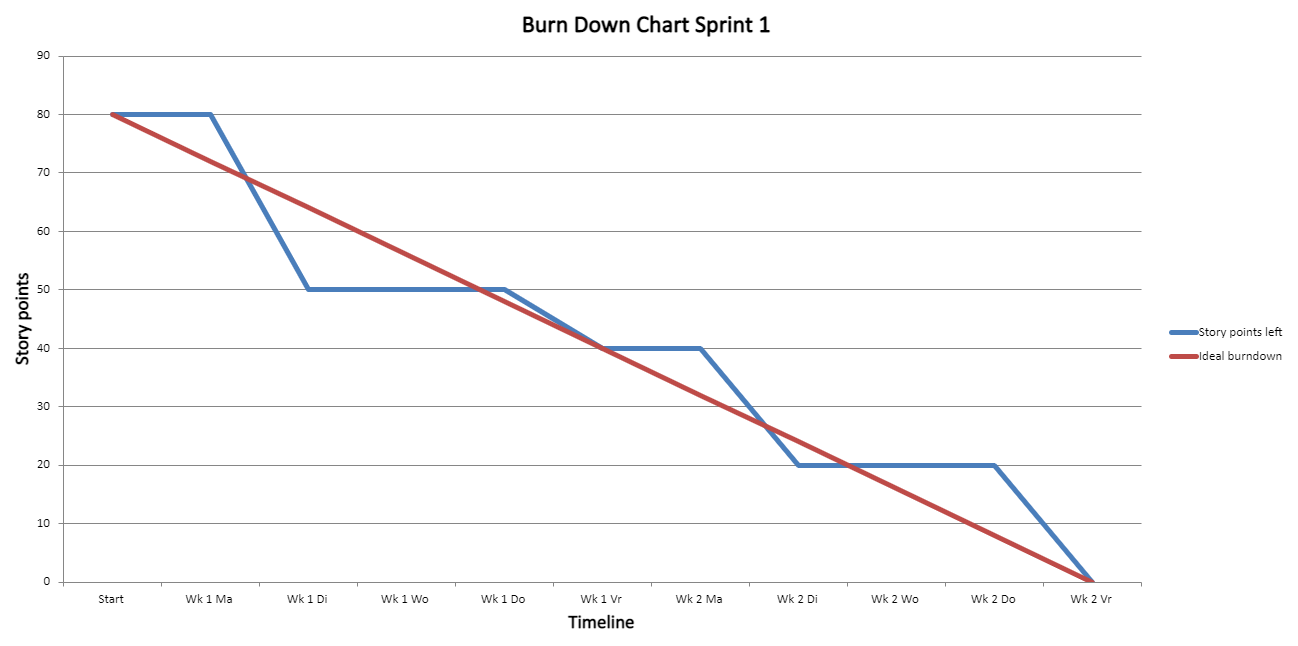 Burn Down Chart Sprint 1
90
80
70
60
50
40
30
20
10
0
Story points
Start Wk 1 Ma Wk 1 Di Wk 1 Wo Wk 1 Do Wk 1 Vr Wk 2 Ma Wk 2 Di Wk 2 Wo Wk 2 Do Wk 2 Vr
Timeline
Story points left
Ideal burndown